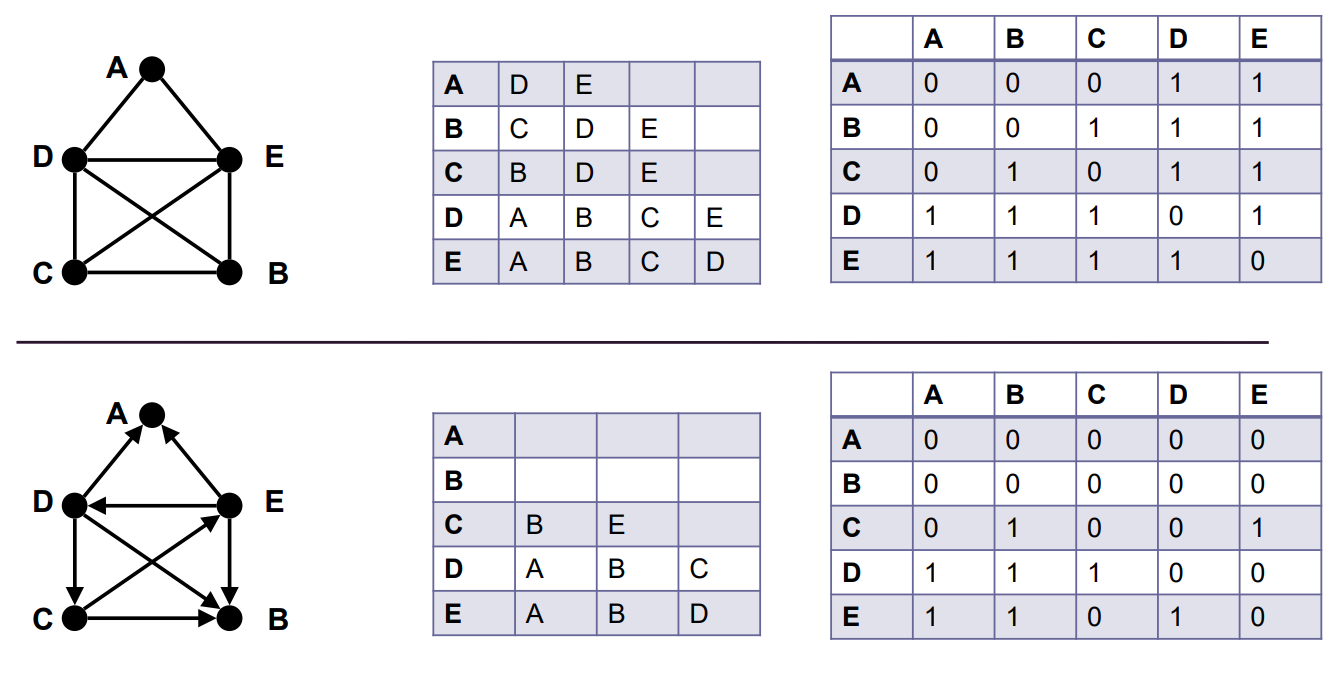 A
D E
C B
A D E
B C D E
C B D E
D A B C E
E A B C D
A B C D E
A 0 0 0 1 1
B 0 0 1 1 1
C 0 1 0 1 1
D 1 1 1 0 1
E 1 1 1 1 0
A
D E
C B
A
B
C B E
D A B C
E A B D
A B C D E
A 0 0 0 0 0
B 0 0 0 0 0
C 0 1 0 0 1
D 1 1 1 0 0
E 1 1 0 1 0